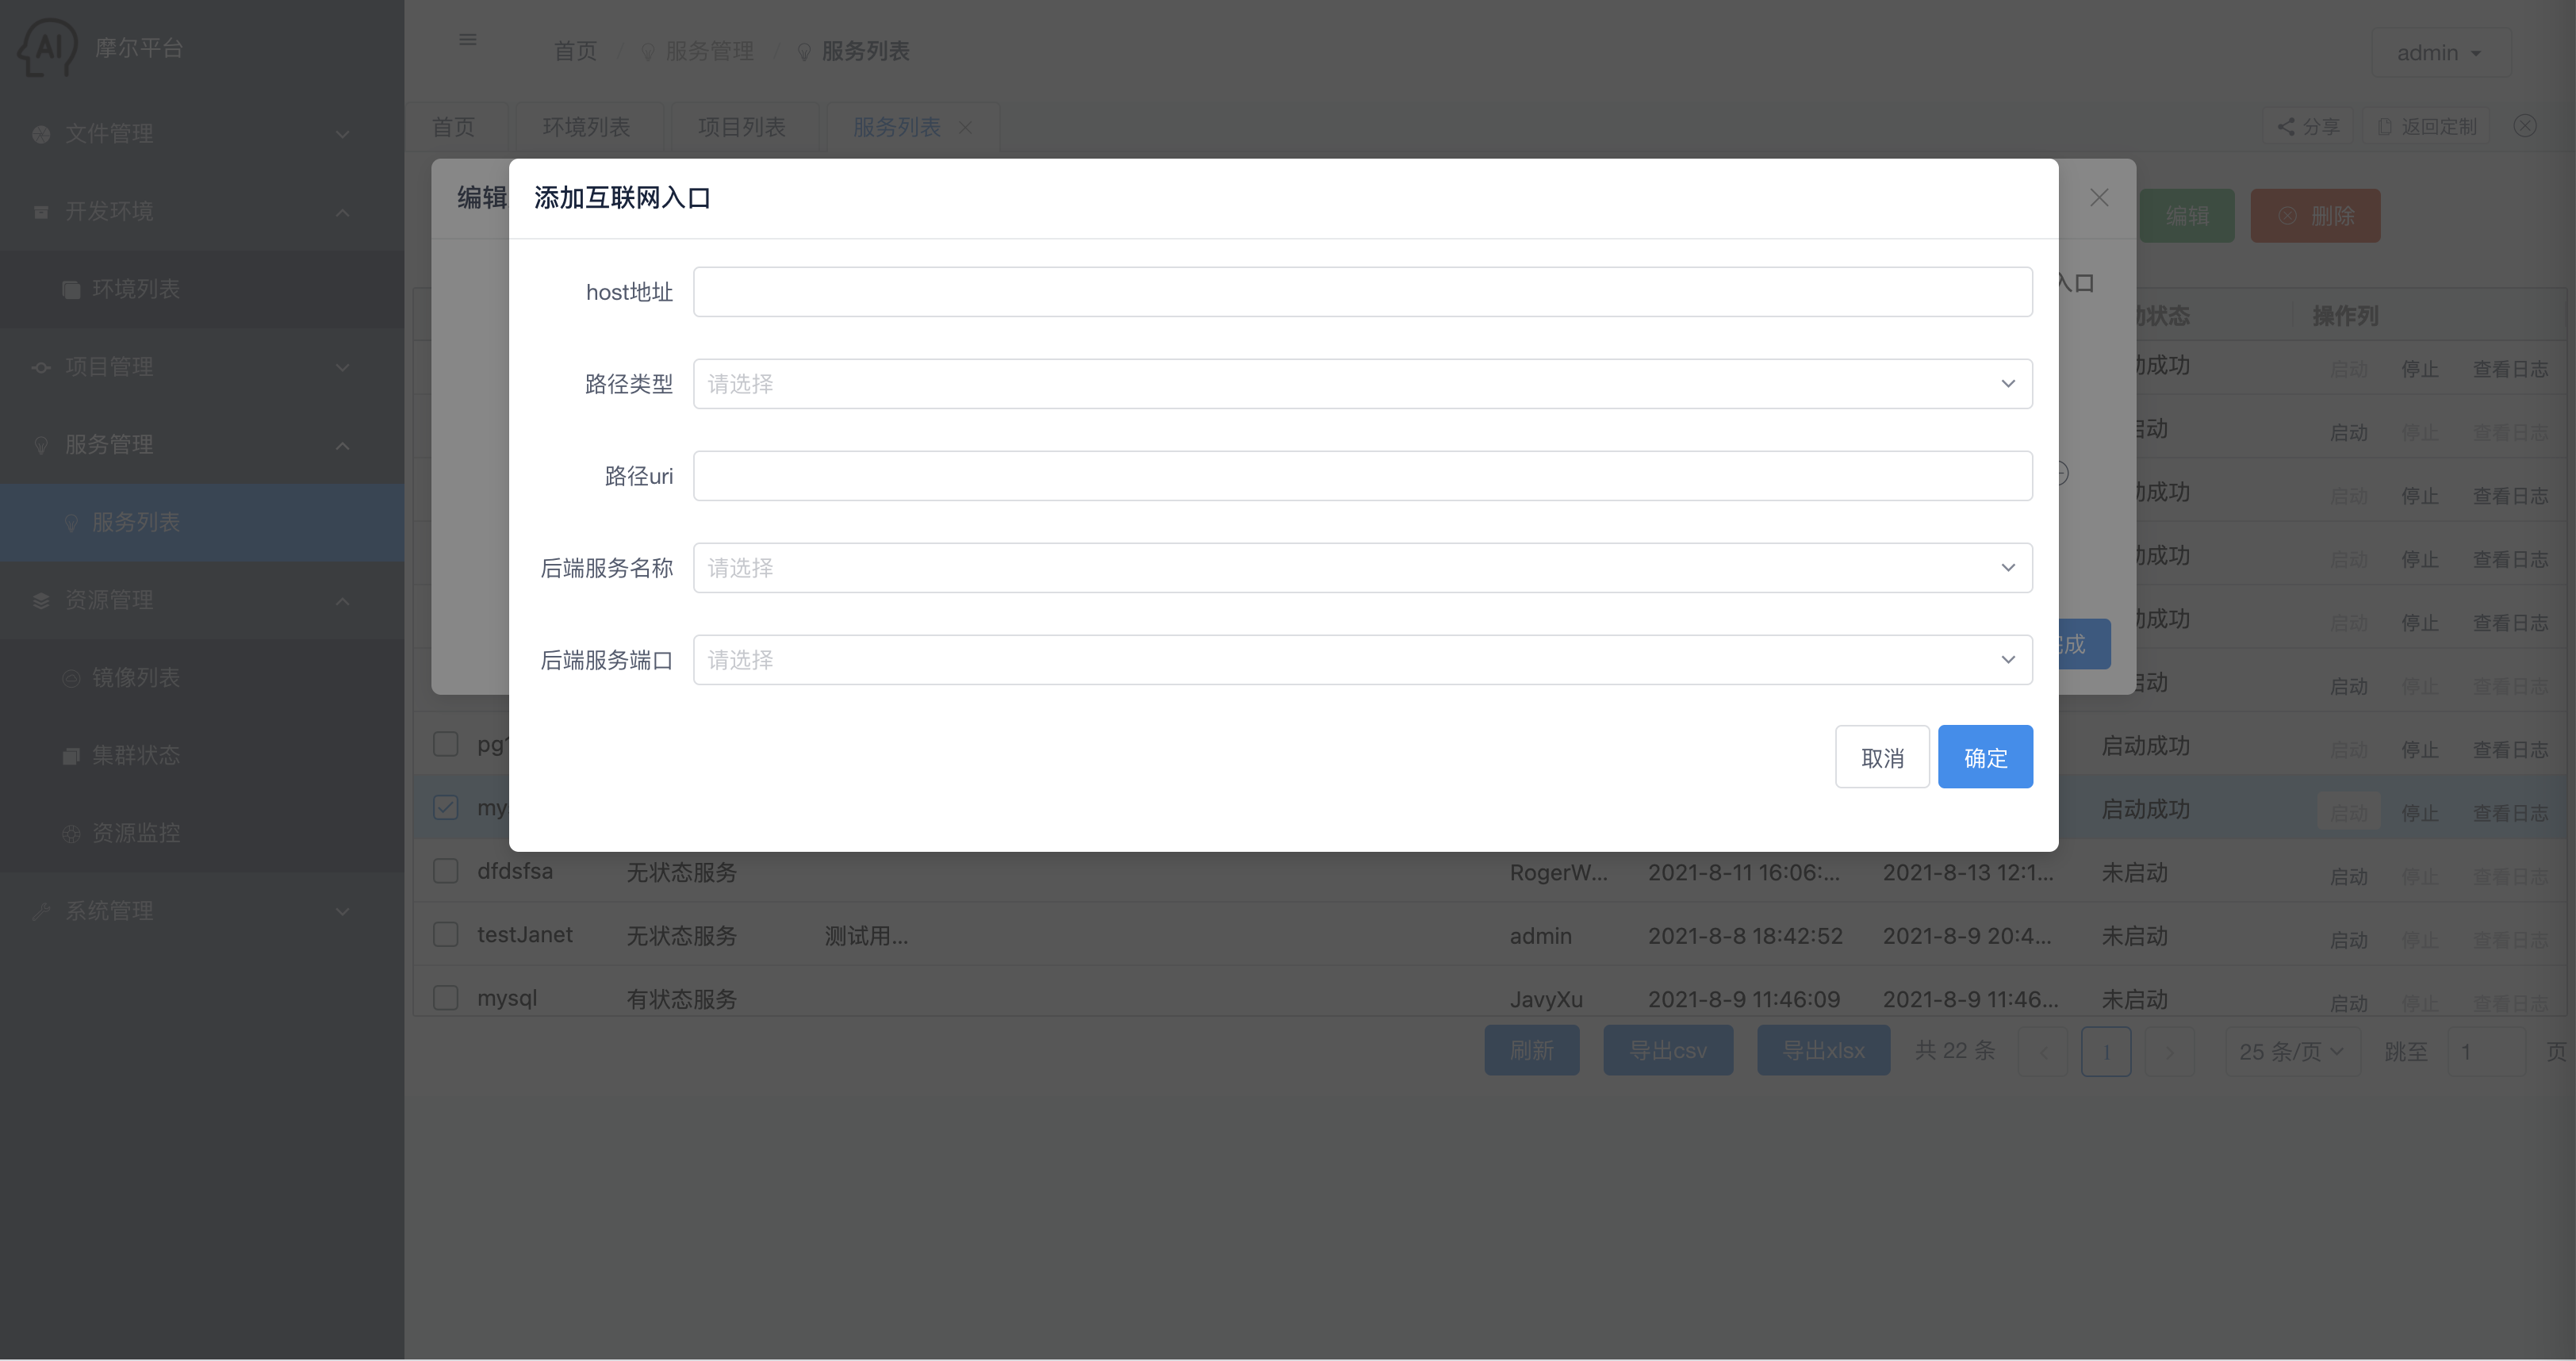 AI 摩尔平台
首页 / 服务管理 / 服务列表
admin
文件管理
开发环境
环境列表
项目管理
服务管理
服务列表
资源管理
镜像列表
集群状态
资源监控
系统管理
首页 环境列表 项目列表 服务列表
分享 返回定制
编辑 删除
编辑
入口
添加互联网入口
host地址
路径类型 请选择
路径uri
后端服务名称 请选择
后端服务端口 请选择
取消 确定
成
状态 操作列
成功 启动 停止 查看日志
启动 启动 停止 查看日志
成功 启动 停止 查看日志
成功 启动 停止 查看日志
成功 启动 停止 查看日志
启动 启动 停止 查看日志
pg 启动成功 启动 停止 查看日志
my 启动成功 启动 停止 查看日志
dfdsfsa 无状态服务 RogerW... 2021-8-11 16:06:... 2021-8-13 12:1... 未启动 启动 停止 查看日志
testJanet 无状态服务 测试用... admin 2021-8-8 18:42:52 2021-8-9 20:4... 未启动 启动 停止 查看日志
mysql 有状态服务 JavyXu 2021-8-9 11:46:09 2021-8-9 11:46... 未启动 启动 停止 查看日志
刷新 导出csv 导出xlsx 共 22 条 1 25 条/页 跳至 1 页